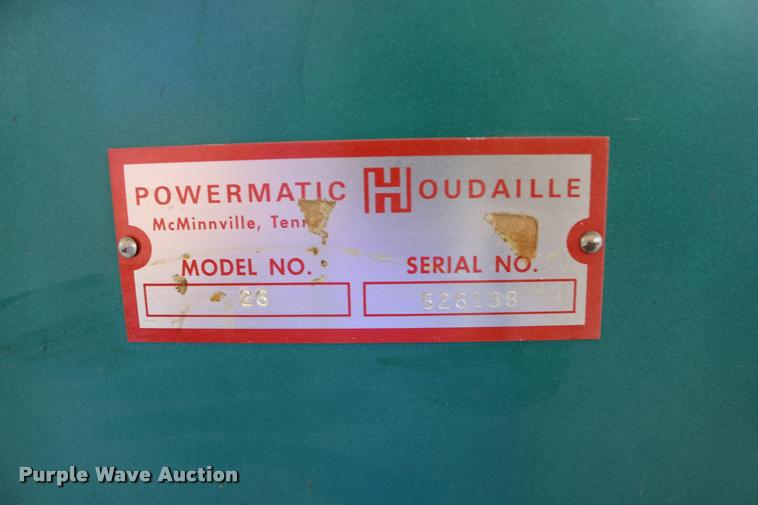 POWERMATIC HOUDAILLE
McMinnville, Tenn
MODEL NO. SERIAL NO.
26 526138
Purple Wave Auction